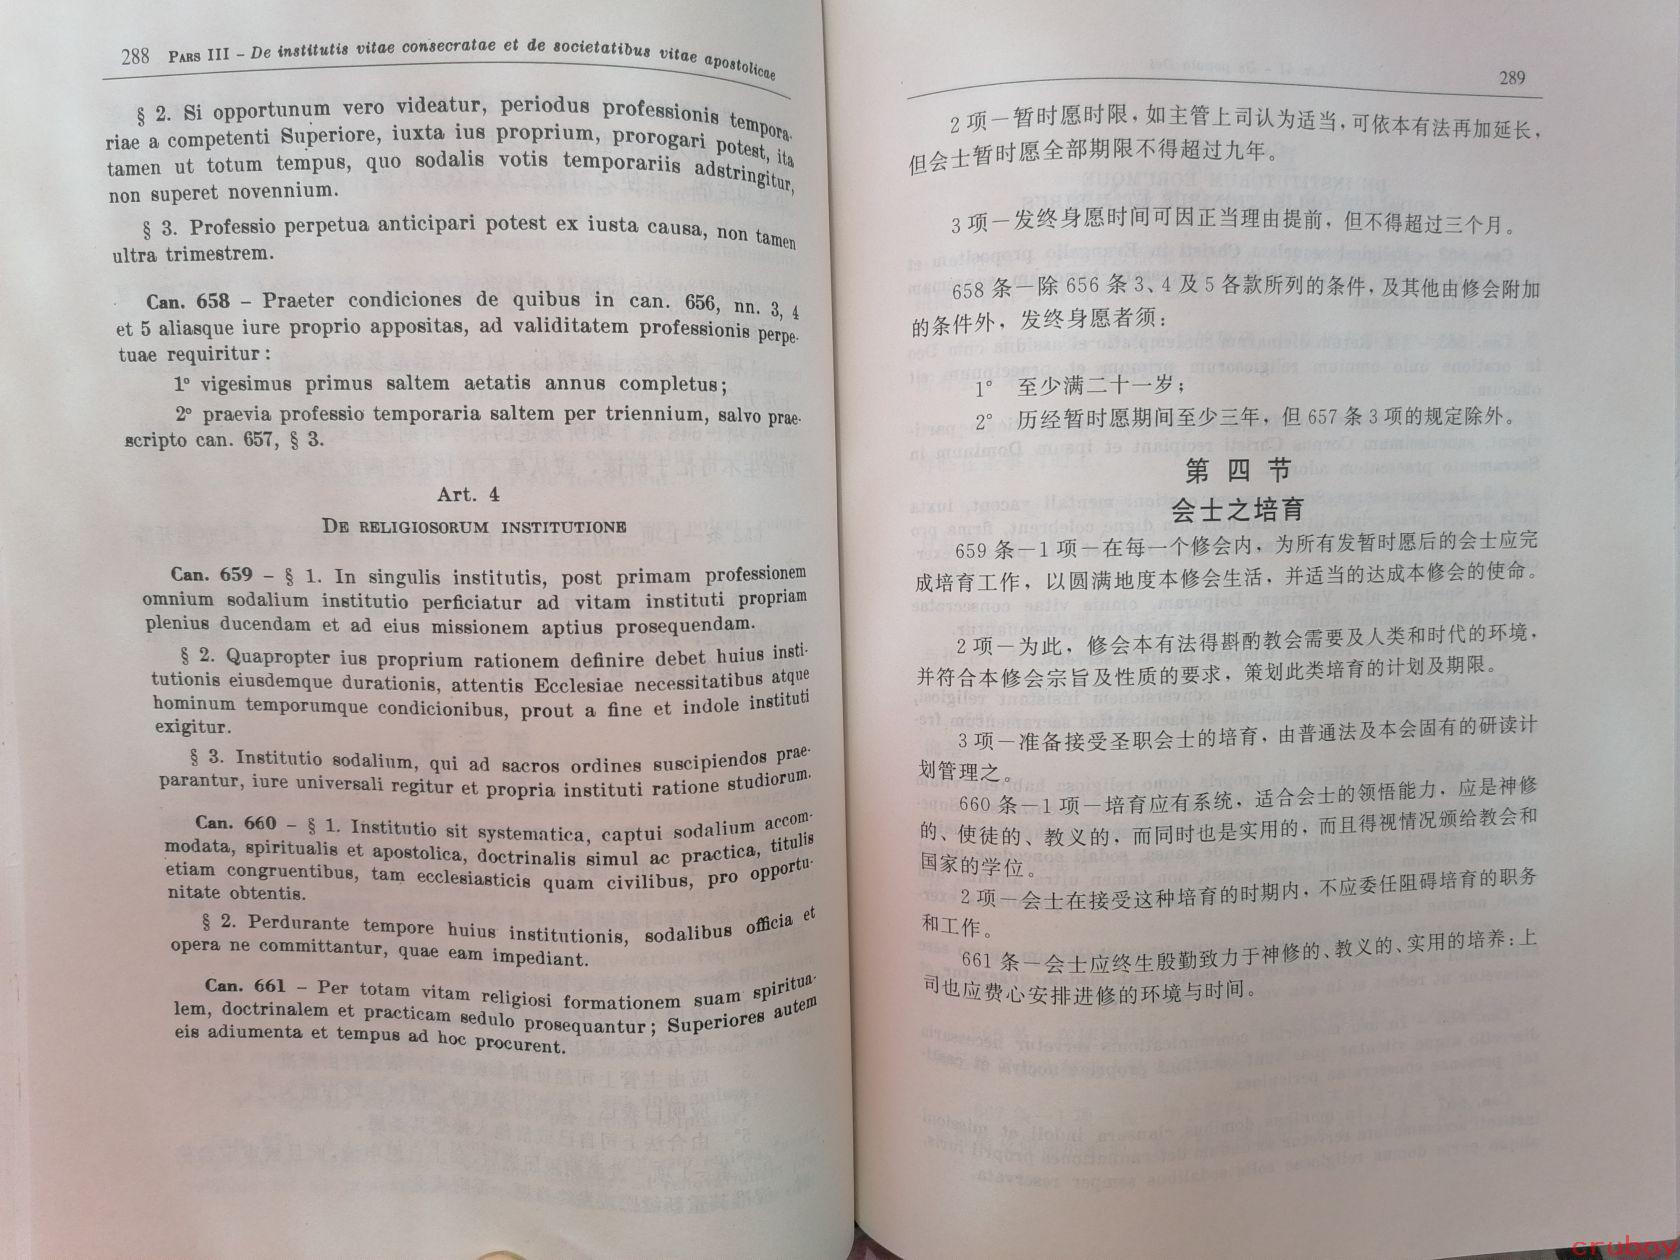 288 PARS III – De institutis vitae consecratae et de societatibus vitae apostolicae
§ 2. Si opportunum vero videatur, periodus professionis tempora-
riae a competenti Superiore, iuxta ius proprium, prorogari potest, ita
tamen ut totum tempus, quo sodalis votis temporariis adstringitur,
non superet novennium.
§ 3. Professio perpetua anticipari potest ex iusta causa, non tamen
ultra trimestrem.
Can. 658 – Praeter condiciones de quibus in can. 656, nn. 3, 4
et 5 aliasque iure proprio appositas, ad validitatem professionis perpe-
tuae requiritur:
1° vigesimus primus saltem aetatis annus completus;
2° praevia professio temporaria saltem per triennium, salvo prae-
scripto can. 657, § 3.
Art. 4
DE RELIGIOSORUM INSTITUTIONE
Can. 659 – § 1. In singulis institutis, post primam professionem
omnium sodalium institutio perficiatur ad vitam instituti propriam
plenius ducendam et ad eius missionem aptius prosequendam.
§ 2. Quapropter ius proprium rationem definire debet huius insti-
tutionis eiusdemque durationis, attentis Ecclesiae necessitatibus atque
hominum temporumque condicionibus, prout a fine et indole instituti
exigitur.
§ 3. Institutio sodalium, qui ad sacros ordines suscipiendos prae-
parantur, iure universali regitur et propria instituti ratione studiorum.
Can. 660 – § 1. Institutio sit systematica, captui sodalium accom-
modata, spiritualis et apostolica, doctrinalis simul ac practica, titulis
etiam congruentibus, tam ecclesiasticis quam civilibus, pro opportu-
nitate obtentis.
§ 2. Perdurante tempore huius institutionis, sodalibus officia et
opera ne committantur, quae eam impediant.
Can. 661 – Per totam vitam religiosi formationem suam spiritua-
lem, doctrinalem et practicam sedulo prosequantur; Superiores autem
eis adiumenta et tempus ad hoc procurent.
289
2 项－暂时愿时限，如主管上司认为适当，可依本有法再加延长，
但会士暂时愿全部期限不得超过九年。
3 项－发终身愿时间可因正当理由提前，但不得超过三个月。
658 条－除 656 条 3、4 及 5 各款所列的条件，及其他由修会附加
的条件外，发终身愿者须：
1° 至少满二十一岁；
2° 历经暂时愿期间至少三年，但 657 条 3 项的规定除外。
第 四 节
会士之培育
659 条－1 项－在每一个修会内，为所有发暂时愿后的会士应完
成培育工作，以圆满地度本修会生活，并适当的达成本修会的使命。
2 项－为此，修会本有法得斟酌教会需要及人类和时代的环境，
并符合本修会宗旨及性质的要求，策划此类培育的计划及期限。
3 项－准备接受圣职会士的培育，由普通法及本会固有的研读计
划管理之。
660 条－1 项－培育应有系统，适合会士的领悟能力，应是神修
的、使徒的、教义的，而同时也是实用的，而且得视情况颁给教会和
国家的学位。
2 项－会士在接受这种培育的时期内，不应委任阻碍培育的职务
和工作。
661 条－会士应终生殷勤致力于神修的、教义的、实用的培养；上
司也应费心安排进修的环境与时间。